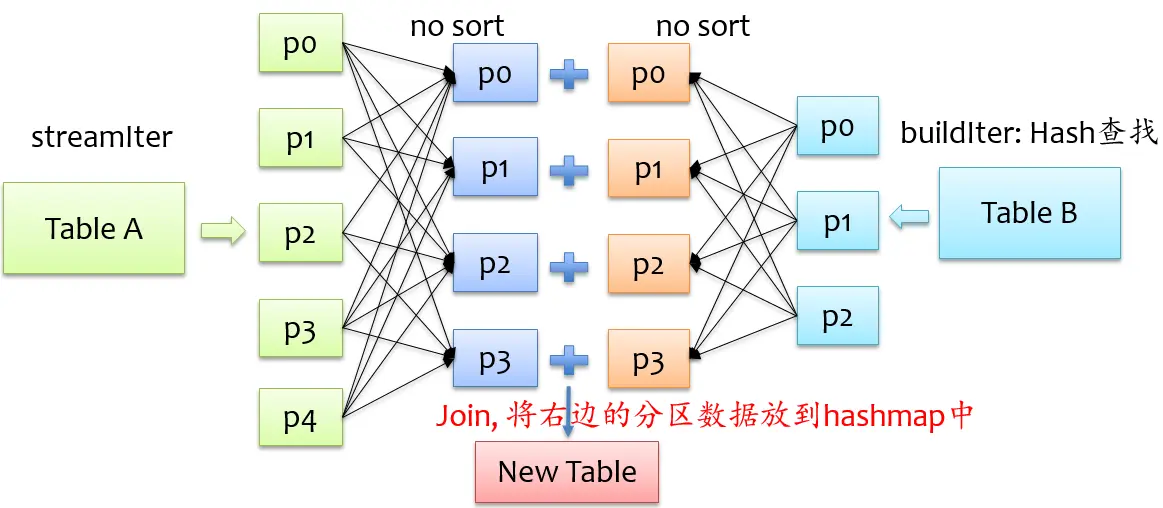 no sort
no sort
p0
p0
p0
p1
p0
streamIter
buildIter: Hash查找
p1
p1
Table A
p2
p1
Table B
p2
p2
p3
p2
p3
p3
p4
Join, 将右边的分区数据放到hashmap中
New Table